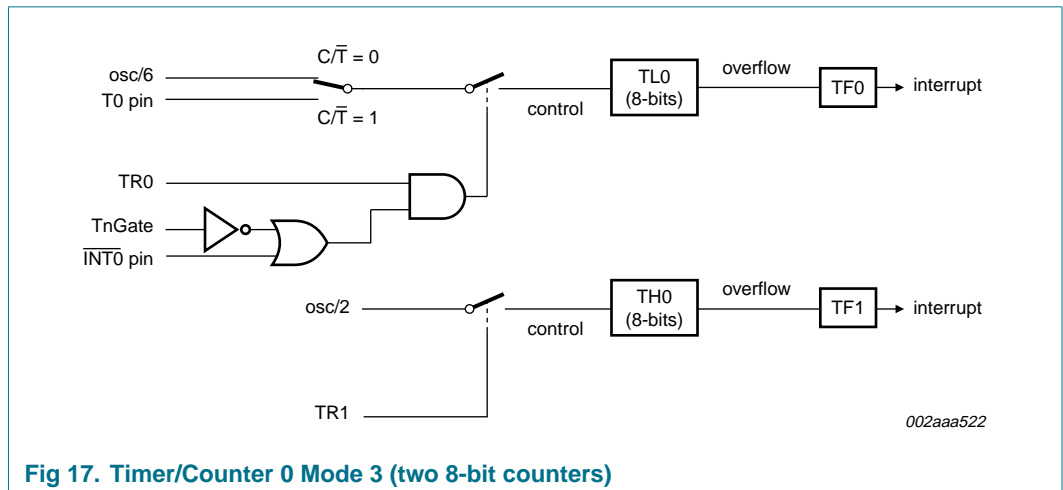 C/T̅ = 0
osc/6
T0 pin
C/T̅ = 1
TL0
(8-bits)
overflow
TF0
interrupt
control
TR0
TnGate
I̅N̅T̅0̅ pin
osc/2
TH0
(8-bits)
overflow
TF1
interrupt
control
TR1
002aaa522
Fig 17. Timer/Counter 0 Mode 3 (two 8-bit counters)